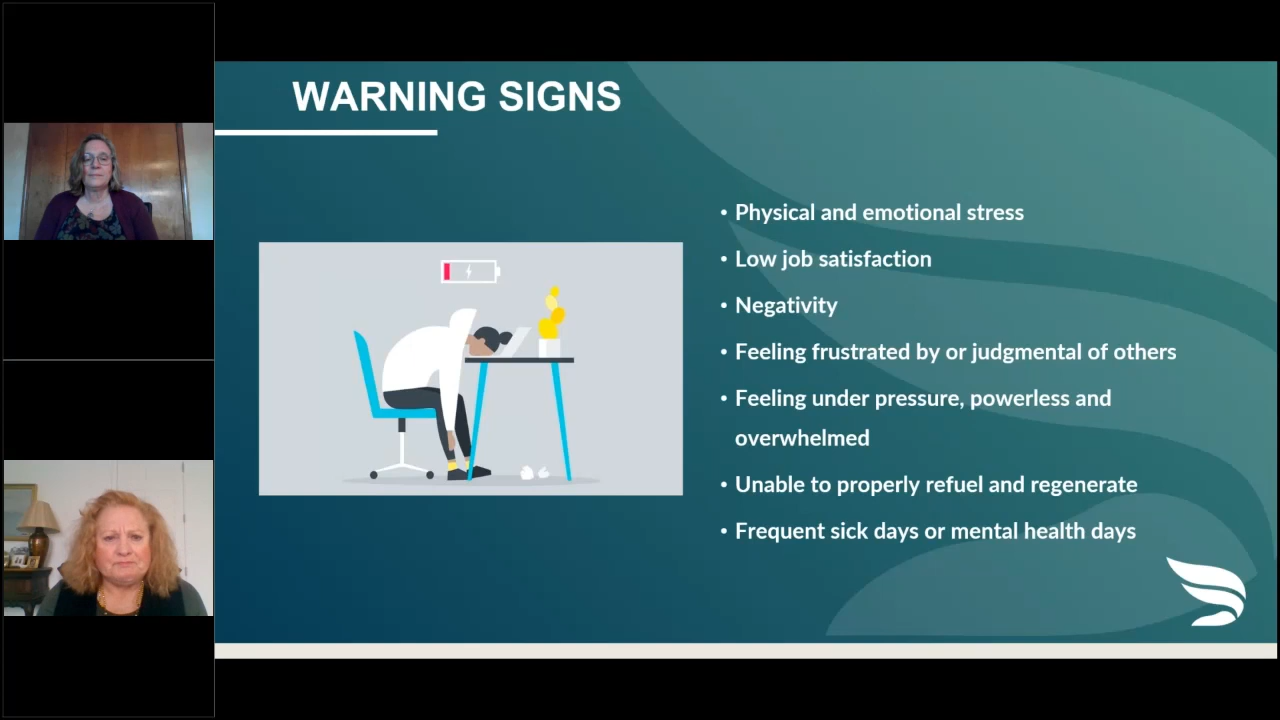 WARNING SIGNS
• Physical and emotional stress
• Low job satisfaction
• Negativity
• Feeling frustrated by or judgmental of others
• Feeling under pressure, powerless and
overwhelmed
• Unable to properly refuel and regenerate
• Frequent sick days or mental health days